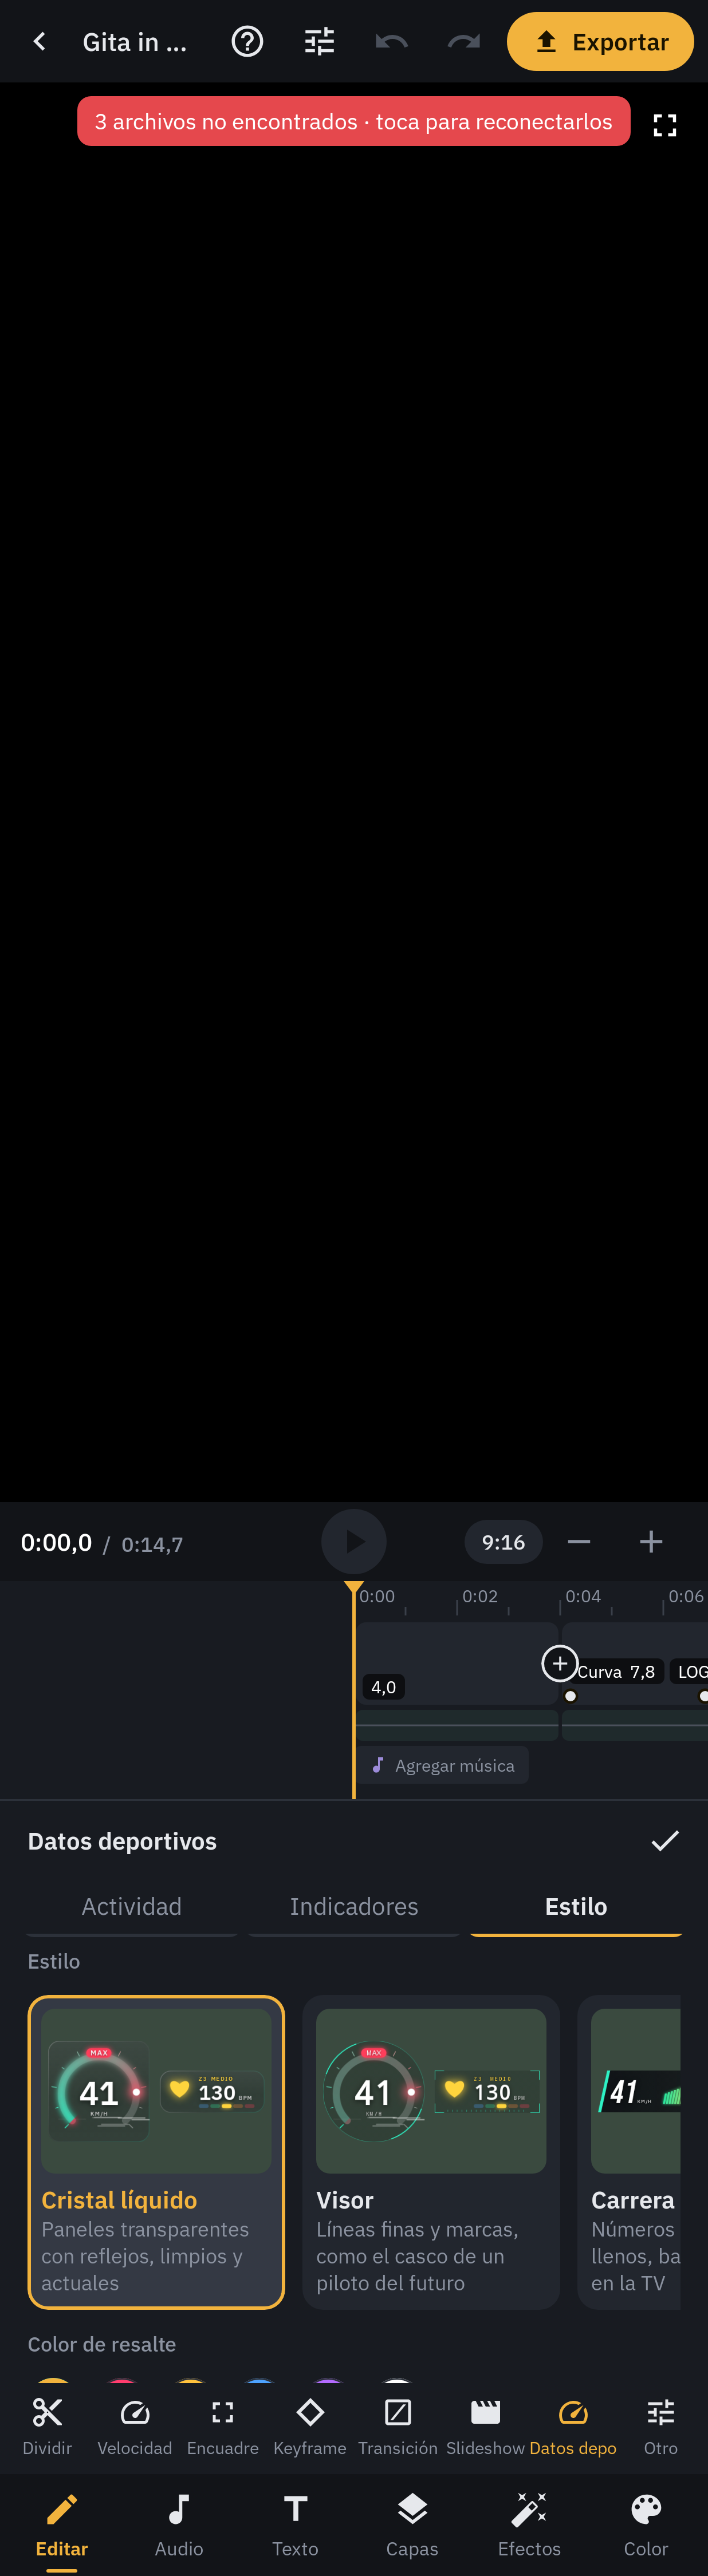 Gita in ...
Exportar
3 archivos no encontrados · toca para reconectarlos
0:00,0 / 0:14,7
9:16
0:00
0:02
0:04
0:06
4,0
Curva 7,8
LOG
Agregar música
Datos deportivos
Actividad
Indicadores
Estilo
Estilo
MAX
41
KM/H
Z3 MEDIO
130 BPM
MAX
41
KM/H
Z3 MEDIO
130 BPM
41 KM/H
Cristal líquido
Paneles transparentes
con reflejos, limpios y
actuales
Visor
Líneas finas y marcas,
como el casco de un
piloto del futuro
Carrera
Números
llenos, ba
en la TV
Color de resalte
Dividir
Velocidad
Encuadre
Keyframe
Transición
Slideshow
Datos depo
Otro
Editar
Audio
Texto
Capas
Efectos
Color